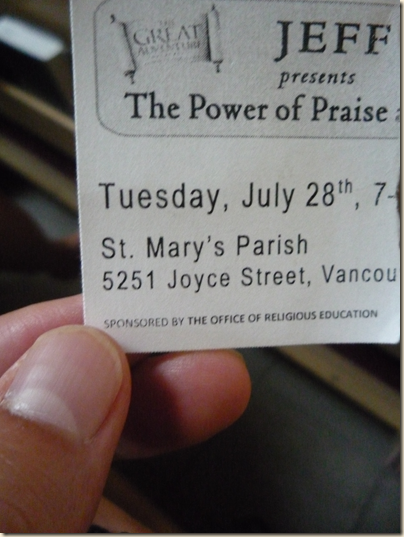 THE
GREAT
ADVENTURE
JEFF
presents
The Power of Praise
Tuesday, July 28th, 7-
St. Mary's Parish
5251 Joyce Street, Vancou
SPONSORED BY THE OFFICE OF RELIGIOUS EDUCATION